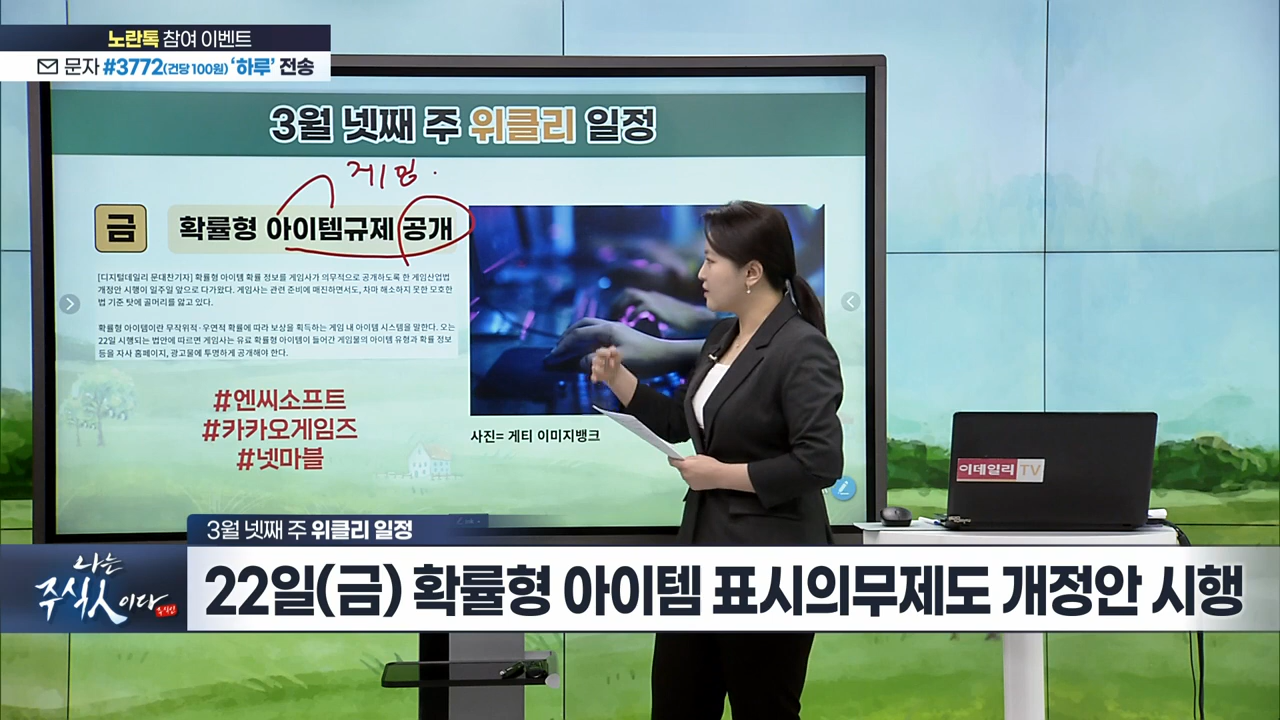 노란톡 참여 이벤트
문자 #3772(건당 100원) ‘하루’ 전송
3월 넷째 주 위클리 일정
게임.
금
확률형 아이템규제 공개
[디지털데일리 문대찬기자] 확률형 아이템 확률 정보를 게임사가 의무적으로 공개하도록 한 게임산업법
개정안 시행이 일주일 앞으로 다가왔다. 게임사는 관련 준비에 매진하면서도, 차마 해소하지 못한 모호한
법 기준 탓에 골머리를 앓고 있다.
확률형 아이템이란 무작위적·우연적 확률에 따라 보상을 획득하는 게임 내 아이템 시스템을 말한다. 오는
22일 시행되는 법안에 따르면 게임사는 유료 확률형 아이템이 들어간 게임물의 아이템 유형과 확률 정보
등을 자사 홈페이지, 광고물에 투명하게 공개해야 한다.
#엔씨소프트
#카카오게임즈
#넷마블
사진= 게티 이미지뱅크
이데일리TV
3월 넷째 주 위클리 일정
나는
주식人이다
22일(금) 확률형 아이템 표시의무제도 개정안 시행